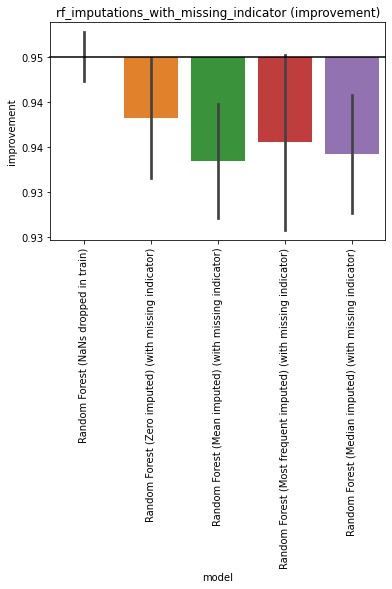 rf_imputations_with_missing_indicator (improvement)
0.95
0.94
0.94
0.93
0.93
improvement
Random Forest (NaNs dropped in train)
Random Forest (Zero imputed) (with missing indicator)
Random Forest (Mean imputed) (with missing indicator)
Random Forest (Most frequent imputed) (with missing indicator)
Random Forest (Median imputed) (with missing indicator)
model